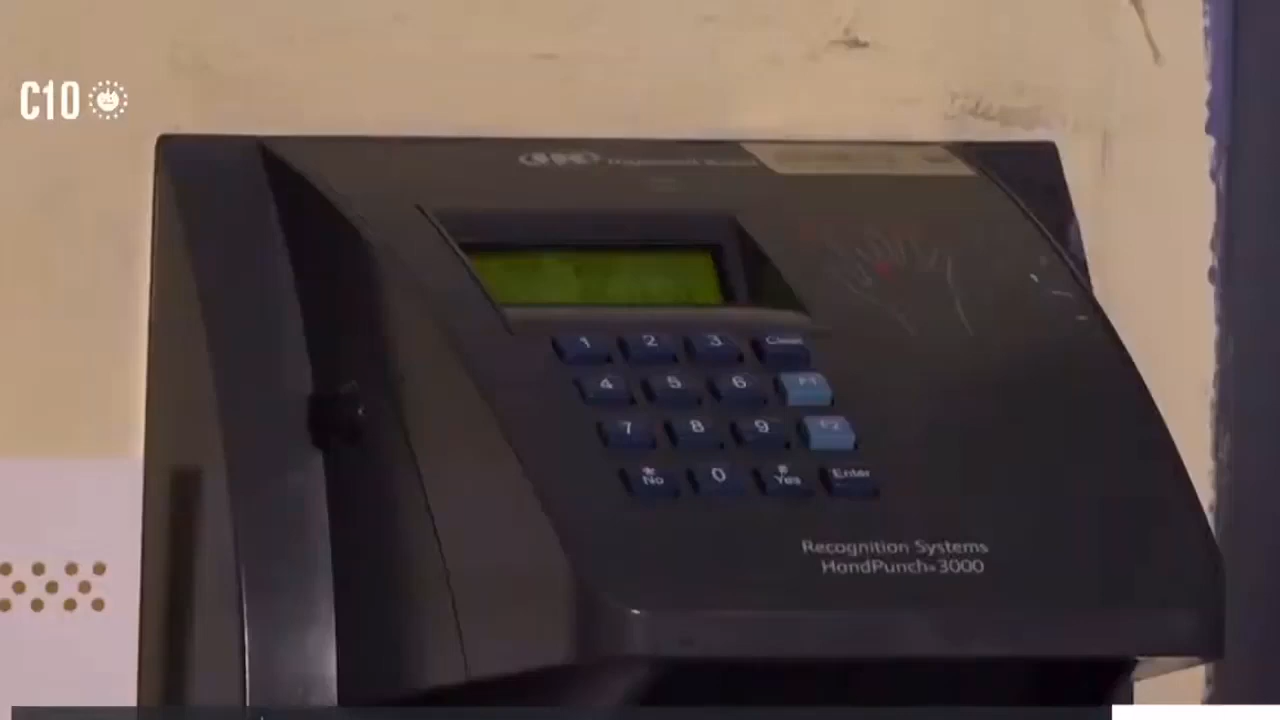 C10
1 2 3 Clear
4 5 6 F1
7 8 9 F2
* No 0 # Yes Enter
Recognition Systems
HandPunch®3000